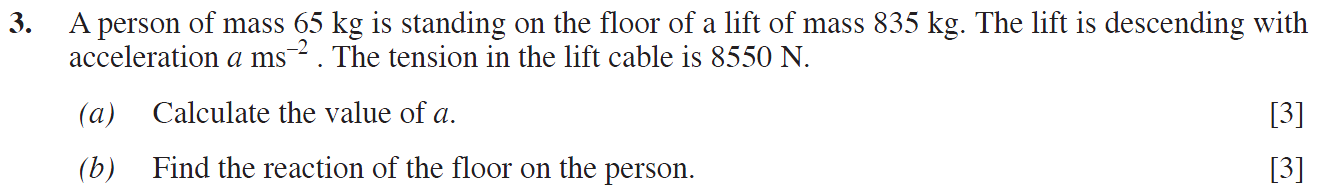 3. A person of mass 65 kg is standing on the floor of a lift of mass 835 kg. The lift is descending with
acceleration a ms⁻² . The tension in the lift cable is 8550 N.
(a) Calculate the value of a. [3]
(b) Find the reaction of the floor on the person. [3]